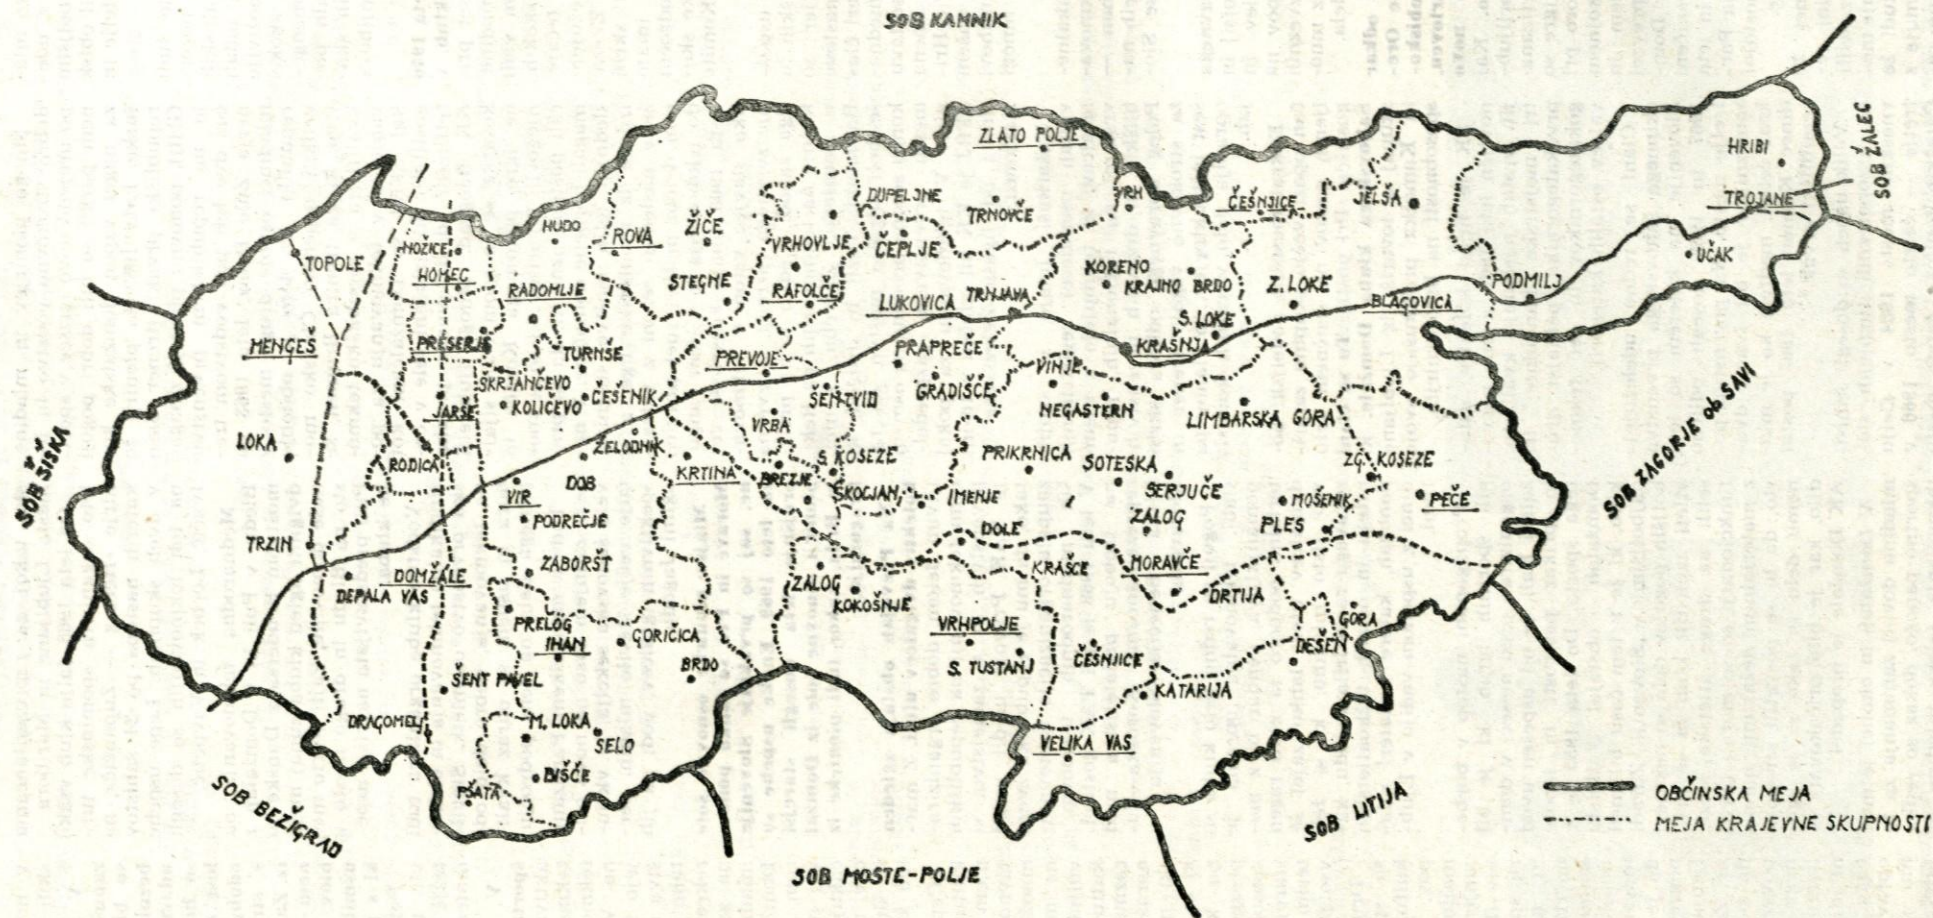 SOB KAMNIK
ZLATO POLJE
HRIBI
SOB ŽALEC
TROJANE
VRH
ČEŠNJICE
JELŠA
DUPELJNE
TRNOVČE
HUDO
ROVA
ŽIČE
NOŽICE
VRHOVLJE
ČEPLJE
UČAK
TOPOLE
HOMEC
KORENO
KRAJNO BRDO
Z. LOKE
PODMILJ
RADOMLJE
STEGNE
RAFOLČE
LUKOVICA
TRNJAVA
BLAGOVICA
S. LOKE
MENGEŠ
PRESERJE
TURNŠE
PREVOJE
PRAPREČE
KRAŠNJA
SKRJANČEVO
ČEŠENIK
ŠENTVID
GRADIŠČE
VINJE
JARŠE
KOLIČEVO
NEGASTERN
LIMBARSKA GORA
VRBA
SOB ŠIŠKA
LOKA
ŽELODNIK
RODICA
KRTINA
S. KOSEZE
PRIKRNICA
SOTESKA
ZG. KOSEZE
SOB ZAGORJE OB SAVI
VIR
DOB
BREZJE
ŠKOCJAN
IMENJE
SERJUČE
MOŠENIK
PEČE
PODREČJE
DOLE
ZALOG
PLES
TRZIN
ZABORŠT
KRAŠCE
MORAVČE
DOMŽALE
DEPALA VAS
ZALOG
KOKOŠNJE
DRTIJA
PRELOG
IHAN
GORIČICA
VRHPOLJE
GORA
DEŠEN
BRDO
S. TUSTANJ
ČEŠNJICE
ŠENT PAVEL
KATARIJA
DRAGOMELJ
M. LOKA
SELO
VELIKA VAS
BIŠČE
PŠATA
SOB BEŽIGRAD
SOB LITIJA
OBČINSKA MEJA
MEJA KRAJEVNE SKUPNOSTI
SOB MOSTE-POLJE